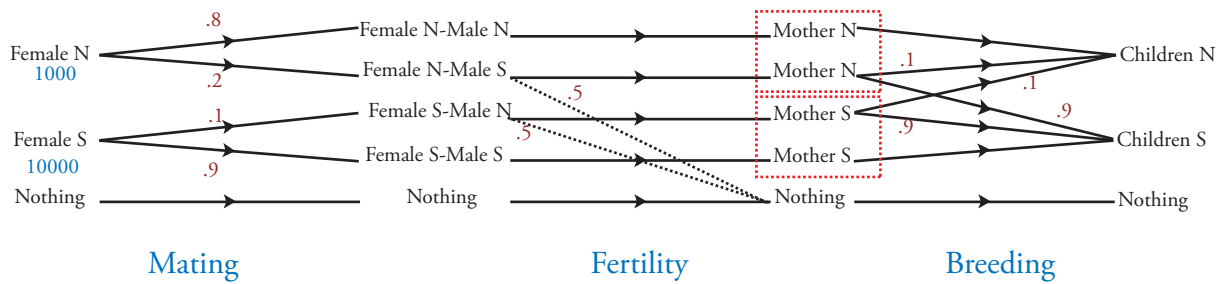 .8
Female N-Male N
Mother N
Female N
1000
Children N
.2
Female N-Male S
.5
Mother N
.1
.1
Female S-Male N
.1
.5
Mother S
.9
.9
Female S
10000
Children S
Female S-Male S
.9
Mother S
Nothing
Nothing
Nothing
Nothing
Mating
Fertility
Breeding